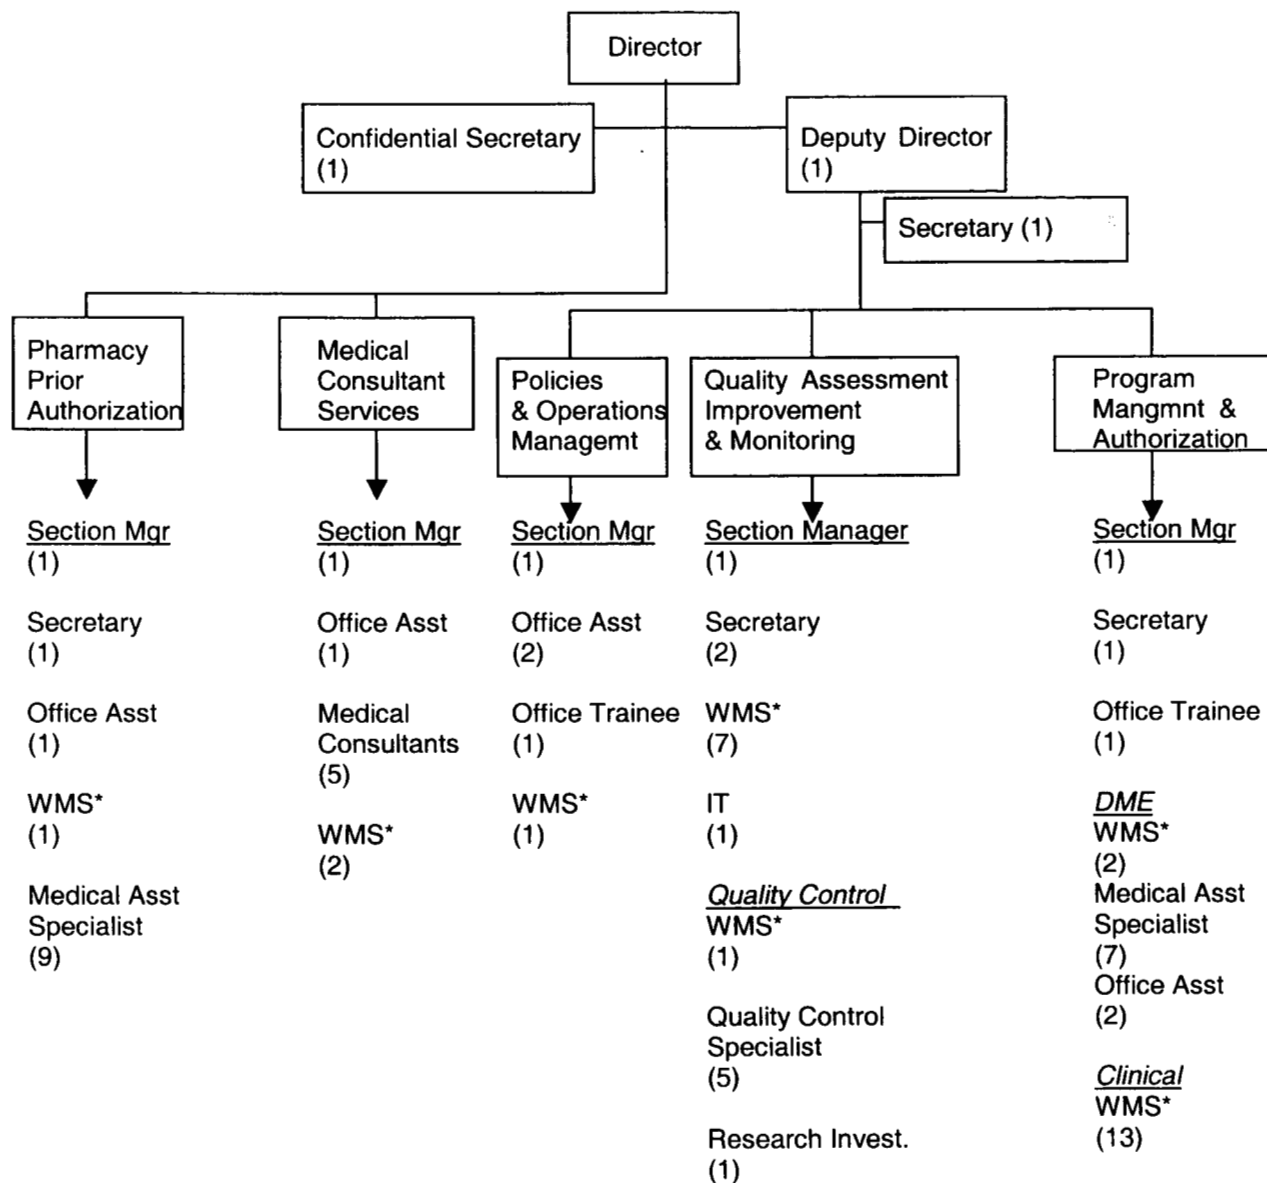 Director
Confidential Secretary
(1)
Deputy Director
(1)
Secretary (1)
Pharmacy
Prior
Authorization
Medical
Consultant
Services
Policies
& Operations
Managemt
Quality Assessment
Improvement
& Monitoring
Program
Mangmnt &
Authorization
Section Mgr
(1)
Secretary
(1)
Office Asst
(1)
WMS*
(1)
Medical Asst
Specialist
(9)
Section Mgr
(1)
Office Asst
(1)
Medical
Consultants
(5)
WMS*
(2)
Section Mgr
(1)
Office Asst
(2)
Office Trainee
(1)
WMS*
(1)
Section Manager
(1)
Secretary
(2)
WMS*
(7)
IT
(1)
Quality Control
WMS*
(1)
Quality Control
Specialist
(5)
Research Invest.
(1)
Section Mgr
(1)
Secretary
(1)
Office Trainee
(1)
DME
WMS*
(2)
Medical Asst
Specialist
(7)
Office Asst
(2)
Clinical
WMS*
(13)